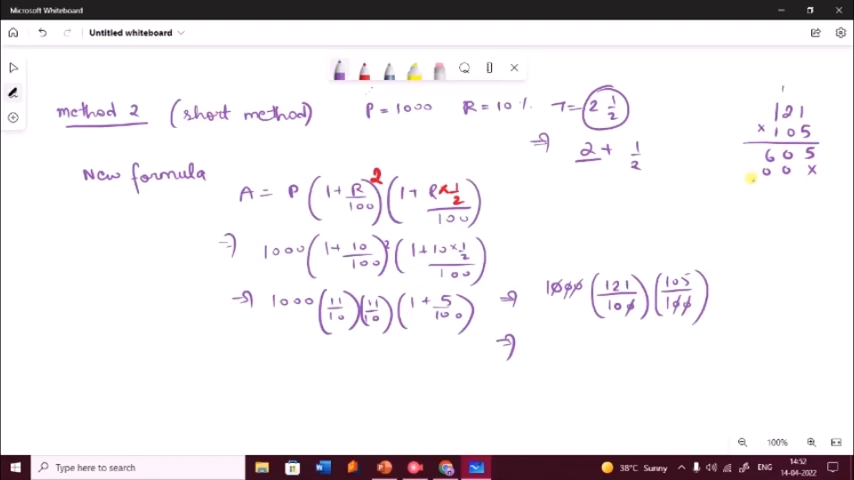 Microsoft Whiteboard
Untitled whiteboard
method 2 (short method) P = 1000 R = 10% T = 2 1/2
⇒ 2 + 1/2
New formula
A = P (1 + R/100)^2 (1 + R × 1/2 / 100)
⇒ 1000 (1 + 10/100)^2 (1 + 10 × 1/2 / 100)
⇒ 1000 (11/10) (11/10) (1 + 5/100) ⇒ 1000 (121/100) (105/100)
⇒
1
121
× 105
605
00×
100%
Type here to search
38°C Sunny
ENG
14:52
14-04-2022